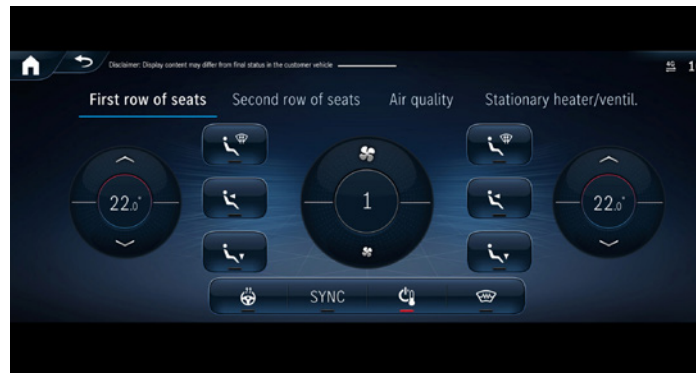 Disclaimer: Display content may differ from final status in the customer vehicle
4G
First row of seats Second row of seats Air quality Stationary heater/ventil.
22.0° 1 22.0°
SYNC